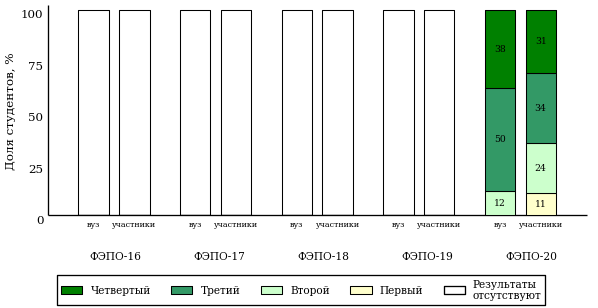 Доля студентов, %
100
75
50
25
0
38
50
12
31
34
24
11
вуз участники вуз участники вуз участники вуз участники вуз участники
ФЭПО-16 ФЭПО-17 ФЭПО-18 ФЭПО-19 ФЭПО-20
Четвертый Третий Второй Первый Результаты
отсутствуют